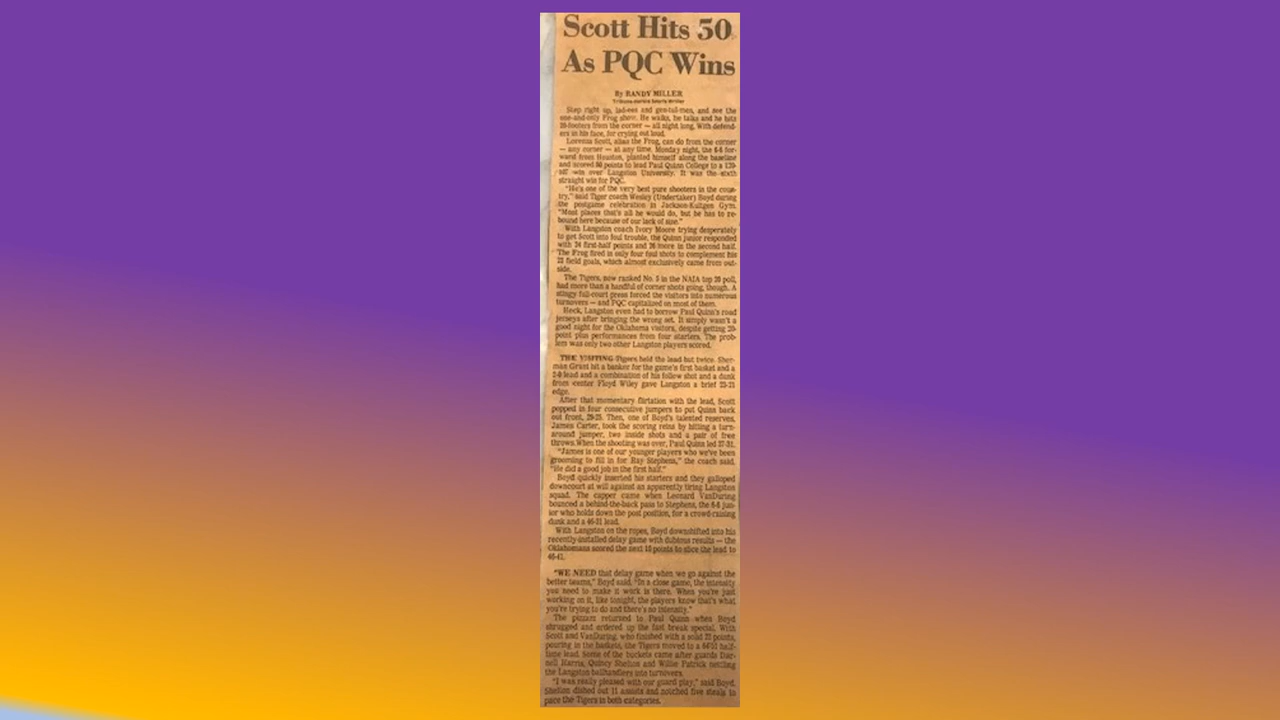 Scott Hits 50
As PQC Wins
By RANDY MILLER
Tribune-Herald Sports Writer
Step right up, lad-ees and gen-tul-men, and see the
one-and-only Frog show. He walks, he talks and he hits
20-footers from the corner — all night long. With defend-
ers in his face, for crying out loud.
Lorenza Scott, alias the Frog, can do from the corner
— any corner — at any time. Monday night, the 6-6 for-
ward from Houston, planted himself along the baseline
and scored 50 points to lead Paul Quinn College to a
win over Langston University. It was the sixth
straight win for PQC.
"He's one of the very best pure shooters in the coun-
try," said Tiger coach Wesley (Undertaker) Boyd during
the postgame celebration in Jackson-Kultgen Gym.
"Most places that's all he would do, but he has to re-
bound here because of our lack of size."
With Langston coach Ivory Moore trying desperately
to get Scott into foul trouble, the Quinn junior responded
with 24 first-half points and 26 more in the second half.
The Frog fired in only four foul shots to complement his
23 field goals, which almost exclusively came from out-
side.
The Tigers, now ranked No. 5 in the NAIA top 20 poll,
had more than a handful of corner shots going, though. A
stingy full-court press forced the visitors into numerous
turnovers — and PQC capitalized on most of them.
Heck, Langston even had to borrow Paul Quinn's road
jerseys after bringing the wrong set. It simply wasn't a
good night for the Oklahoma visitors, despite getting 20-
point plus performances from four starters. The prob-
lem was only two other Langston players scored.
THE VISITING Tigers held the lead but twice. Sher-
man Grant hit a banker for the game's first basket and a
2-0 lead and a combination of his follow shot and a dunk
from center Floyd Wiley gave Langston a brief 23-21
edge.
After that momentary flirtation with the lead, Scott
popped in four consecutive jumpers to put Quinn back
out front, 29-25. Then, one of Boyd's talented reserves,
James Carter, took the scoring reins by hitting a turn-
around jumper, two inside shots and a pair of free
throws. When the shooting was over, Paul Quinn led 37-31.
"James is one of our younger players who we've been
grooming to fill in for Ray Stephens," the coach said.
"He did a good job in the first half."
Boyd quickly inserted his starters and they galloped
downcourt at will against an apparently tiring Langston
squad. The capper came when Leonard VanDuring
bounced a behind-the-back pass to Stephens, the 6-6 jun-
ior who holds down the post position, for a crowd-raising
dunk and a 46-31 lead.
With Langston on the ropes, Boyd downshifted into his
recently-installed delay game with dubious results — the
Oklahomans scored the next 10 points to slice the lead to
46-41.
"WE NEED that delay game when we go against the
better teams," Boyd said. "In a close game, the intensity
you need to make it work is there. When you're just
working on it, like tonight, the players know that's what
you're trying to do and there's no intensity."
The pizzazz returned to Paul Quinn when Boyd
shrugged and ordered up the fast break special. With
Scott and VanDuring, who finished with a solid 22 points,
pouring in the baskets, the Tigers moved to a half-
time lead. Some of the buckets came after guards Dar-
nell Harris, Quincy Shelton and Willie Patrick nettling
the Langston ballhandlers into turnovers.
"I was really pleased with our guard play," said Boyd.
Shelton dished out 11 assists and notched five steals to
pace the Tigers in both categories.